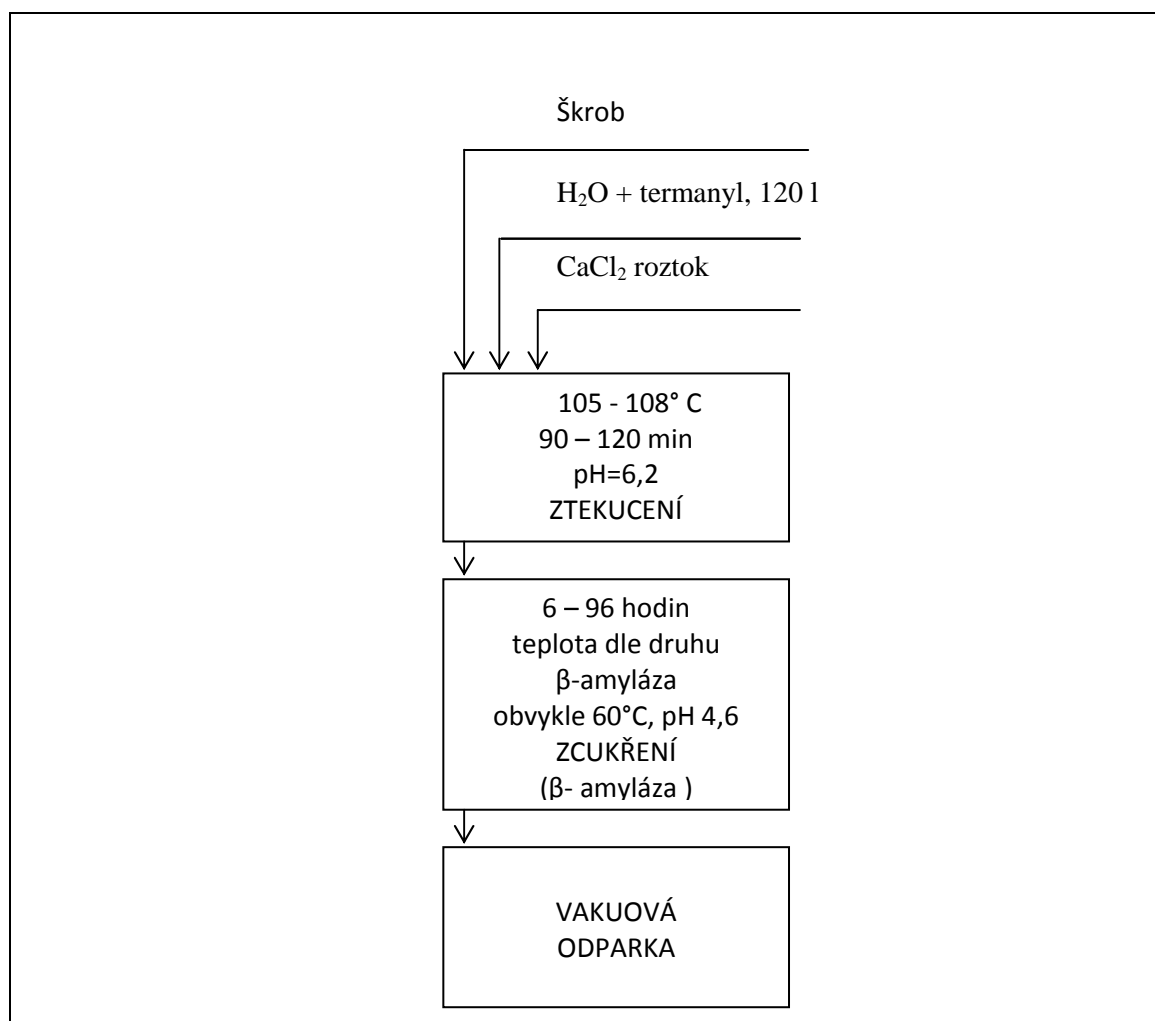 Škrob
H₂O + termanyl, 120 l
CaCl₂ roztok
105 - 108° C
90 – 120 min
pH=6,2
ZTEKUCENÍ
6 – 96 hodin
teplota dle druhu
β-amyláza
obvykle 60°C, pH 4,6
ZCUKŘENÍ
(β- amyláza )
VAKUOVÁ
ODPARKA